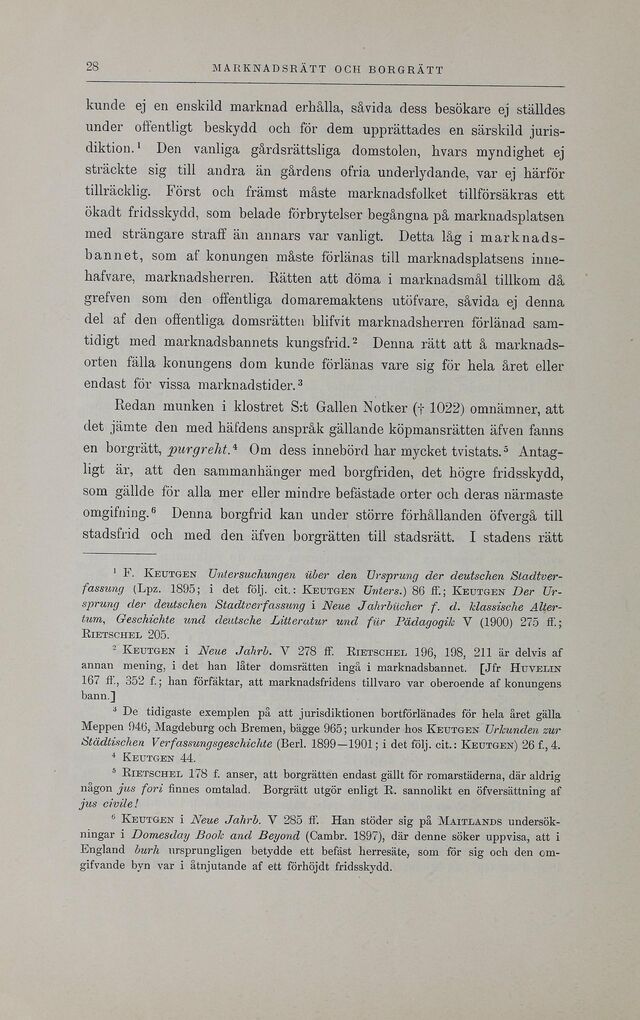 28 MARKNADSRÄTT OCH BORGRÄTT
kunde ej en enskild marknad erhålla, såvida dess besökare ej ställdes
under offentligt beskydd och för dem upprättades en särskild juris-
diktion.¹ Den vanliga gårdsrättsliga domstolen, hvars myndighet ej
sträckte sig till andra än gårdens ofria underlydande, var ej härför
tillräcklig. Först och främst måste marknadsfolket tillförsäkras ett
ökadt fridsskydd, som belade förbrytelser begångna på marknadsplatsen
med strängare straff än annars var vanligt. Detta låg i marknads-
bannet, som af konungen måste förlänas till marknadsplatsens inne-
hafvare, marknadsherren. Rätten att döma i marknadsmål tillkom då
grefven som den offentliga domaremaktens utöfvare, såvida ej denna
del af den offentliga domsrätten blifvit marknadsherren förlänad sam-
tidigt med marknadsbannets kungsfrid.² Denna rätt att å marknads-
orten fälla konungens dom kunde förlänas vare sig för hela året eller
endast för vissa marknadstider.³
Redan munken i klostret S:t Gallen Notker († 1022) omnämner, att
det jämte den med häfdens anspråk gällande köpmansrätten äfven fanns
en borgrätt, purgreht.⁴ Om dess innebörd har mycket tvistats.⁵ Antag-
ligt är, att den sammanhänger med borgfriden, det högre fridsskydd,
som gällde för alla mer eller mindre befästade orter och deras närmaste
omgifning.⁶ Denna borgfrid kan under större förhållanden öfvergå till
stadsfrid och med den äfven borgrätten till stadsrätt. I stadens rätt
¹ F. KEUTGEN Untersuchungen über den Ursprung der deutschen Stadtver-
fassung (Lpz. 1895; i det följ. cit.: KEUTGEN Unters.) 86 ff.; KEUTGEN Der Ur-
sprung der deutschen Stadtverfassung i Neue Jahrbücher f. d. klassische Alter-
tum, Geschichte und deutsche Litteratur und für Pädagogik V (1900) 275 ff.;
RIETSCHEL 205.
² KEUTGEN i Neue Jahrb. V 278 ff. RIETSCHEL 196, 198, 211 är delvis af
annan mening, i det han låter domsrätten ingå i marknadsbannet. [Jfr HUVELIN
167 ff., 352 f.; han förfäktar, att marknadsfridens tillvaro var oberoende af konungens
bann.]
³ De tidigaste exemplen på att jurisdiktionen bortförlänades för hela året gälla
Meppen 946, Magdeburg och Bremen, bägge 965; urkunder hos KEUTGEN Urkunden zur
Städtischen Verfassungsgeschichte (Berl. 1899—1901; i det följ. cit.: KEUTGEN) 26 f., 4.
⁴ KEUTGEN 44.
⁵ RIETSCHEL 178 f. anser, att borgrätten endast gällt för romarstäderna, där aldrig
någon jus fori finnes omtalad. Borgrätt utgör enligt R. sannolikt en öfversättning af
jus civile!
⁶ KEUTGEN i Neue Jahrb. V 285 ff. Han stöder sig på MAITLANDS undersök-
ningar i Domesday Book and Beyond (Cambr. 1897), där denne söker uppvisa, att i
England burh ursprungligen betydde ett befäst herresäte, som för sig och den om-
gifvande byn var i åtnjutande af ett förhöjdt fridsskydd.